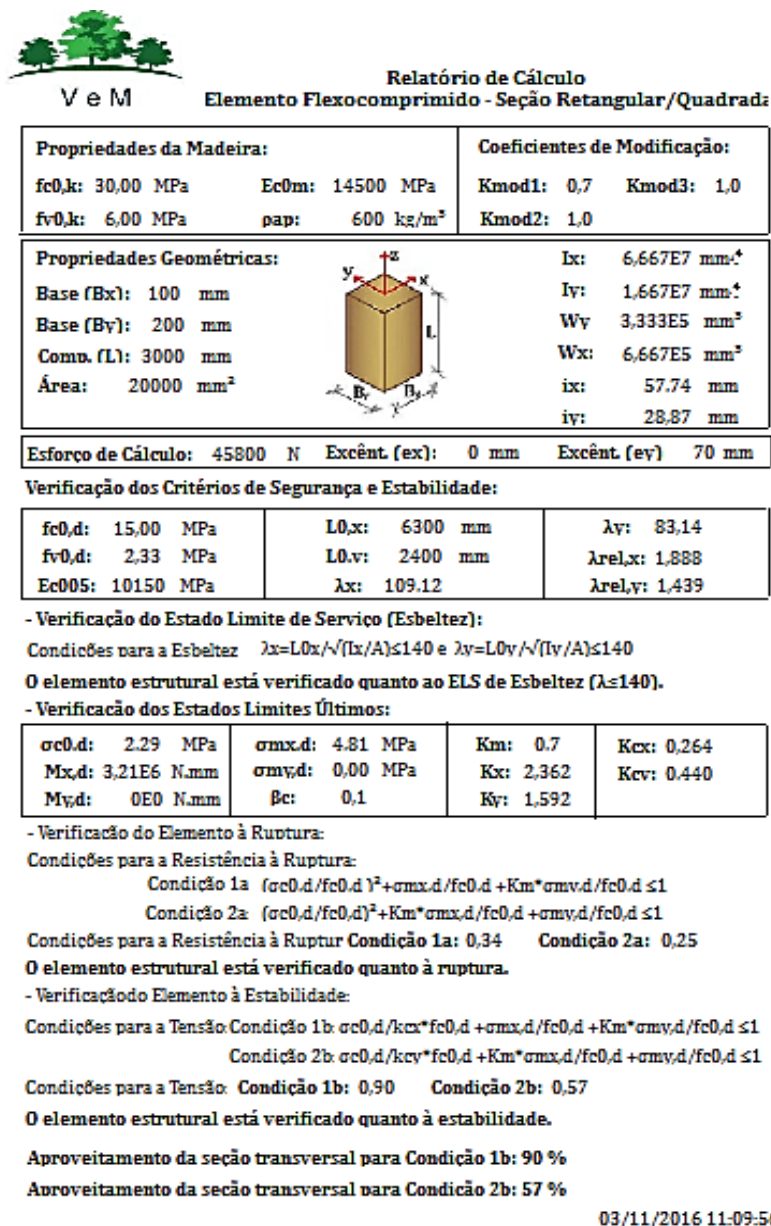 V e M
Relatório de Cálculo
Elemento Flexocomprimido - Seção Retangular/Quadrada
Propriedades da Madeira:
fc0,k: 30,00 MPa Ec0m: 14500 MPa
fv0,k: 6,00 MPa ρap: 600 kg/m³
Coeficientes de Modificação:
Kmod1: 0,7 Kmod3: 1,0
Kmod2: 1,0
Propriedades Geométricas:
Base (Bx): 100 mm
Base (By): 200 mm
Comp. (L): 3000 mm
Área: 20000 mm²
z
y x
L
By Bx
Ix: 6,667E7 mm⁴
Iy: 1,667E7 mm⁴
Wy 3,333E5 mm³
Wx: 6,667E5 mm³
ix: 57.74 mm
iy: 28,87 mm
Esforço de Cálculo: 45800 N Excênt. (ex): 0 mm Excênt. (ey) 70 mm
Verificação dos Critérios de Segurança e Estabilidade:
fc0,d: 15,00 MPa L0,x: 6300 mm λy: 83,14
fv0,d: 2,33 MPa L0.y: 2400 mm λrel,x: 1,888
Ec005: 10150 MPa λx: 109.12 λrel,y: 1,439
- Verificação do Estado Limite de Serviço (Esbeltez):
Condições para a Esbeltez λx=L0x/√(Ix/A)≤140 e λy=L0y/√(Iy/A)≤140
O elemento estrutural está verificado quanto ao ELS de Esbeltez (λ≤140).
- Verificação dos Estados Limites Últimos:
σc0.d: 2.29 MPa σmx.d: 4.81 MPa Km: 0.7 Kcx: 0,264
Mx,d: 3,21E6 N.mm σmy,d: 0,00 MPa Kx: 2,362 Kcy: 0.440
My,d: 0E0 N.mm βc: 0,1 Ky: 1,592
- Verificação do Elemento à Ruptura:
Condições para a Resistência à Ruptura:
Condição 1a (σc0.d/fc0.d )²+σmx.d/fc0.d +Km*σmy.d/fc0.d ≤1
Condição 2a: (σc0,d/fc0,d)²+Km*σmx,d/fc0,d +σmy,d/fc0,d ≤1
Condições para a Resistência à Ruptur Condição 1a: 0,34 Condição 2a: 0,25
O elemento estrutural está verificado quanto à ruptura.
- Verificaçãodo Elemento à Estabilidade:
Condições para a Tensão: Condição 1b: σc0,d/kcx*fc0,d +σmx,d/fc0,d +Km*σmy,d/fc0,d ≤1
Condição 2b: σc0,d/kcy*fc0,d +Km*σmx,d/fc0,d +σmy,d/fc0,d ≤1
Condições para a Tensão: Condição 1b: 0,90 Condição 2b: 0,57
O elemento estrutural está verificado quanto à estabilidade.
Aproveitamento da seção transversal para Condição 1b: 90 %
Aproveitamento da seção transversal para Condição 2b: 57 %
03/11/2016 11:09:50